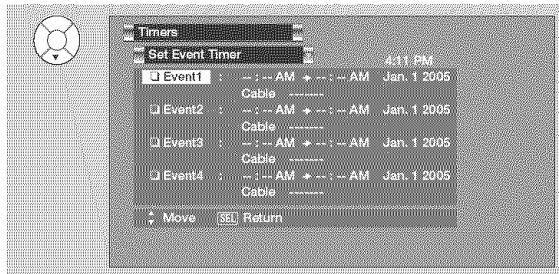 Timers
Set Event Timer
4:11 PM
❏ Event1 : -- : -- AM ➔ -- : -- AM Jan. 1 2005
Cable -------
❏ Event2 : -- : -- AM ➔ -- : -- AM Jan. 1 2005
Cable -------
❏ Event3 : -- : -- AM ➔ -- : -- AM Jan. 1 2005
Cable -------
❏ Event4 : -- : -- AM ➔ -- : -- AM Jan. 1 2005
Cable -------
Move SEL Return